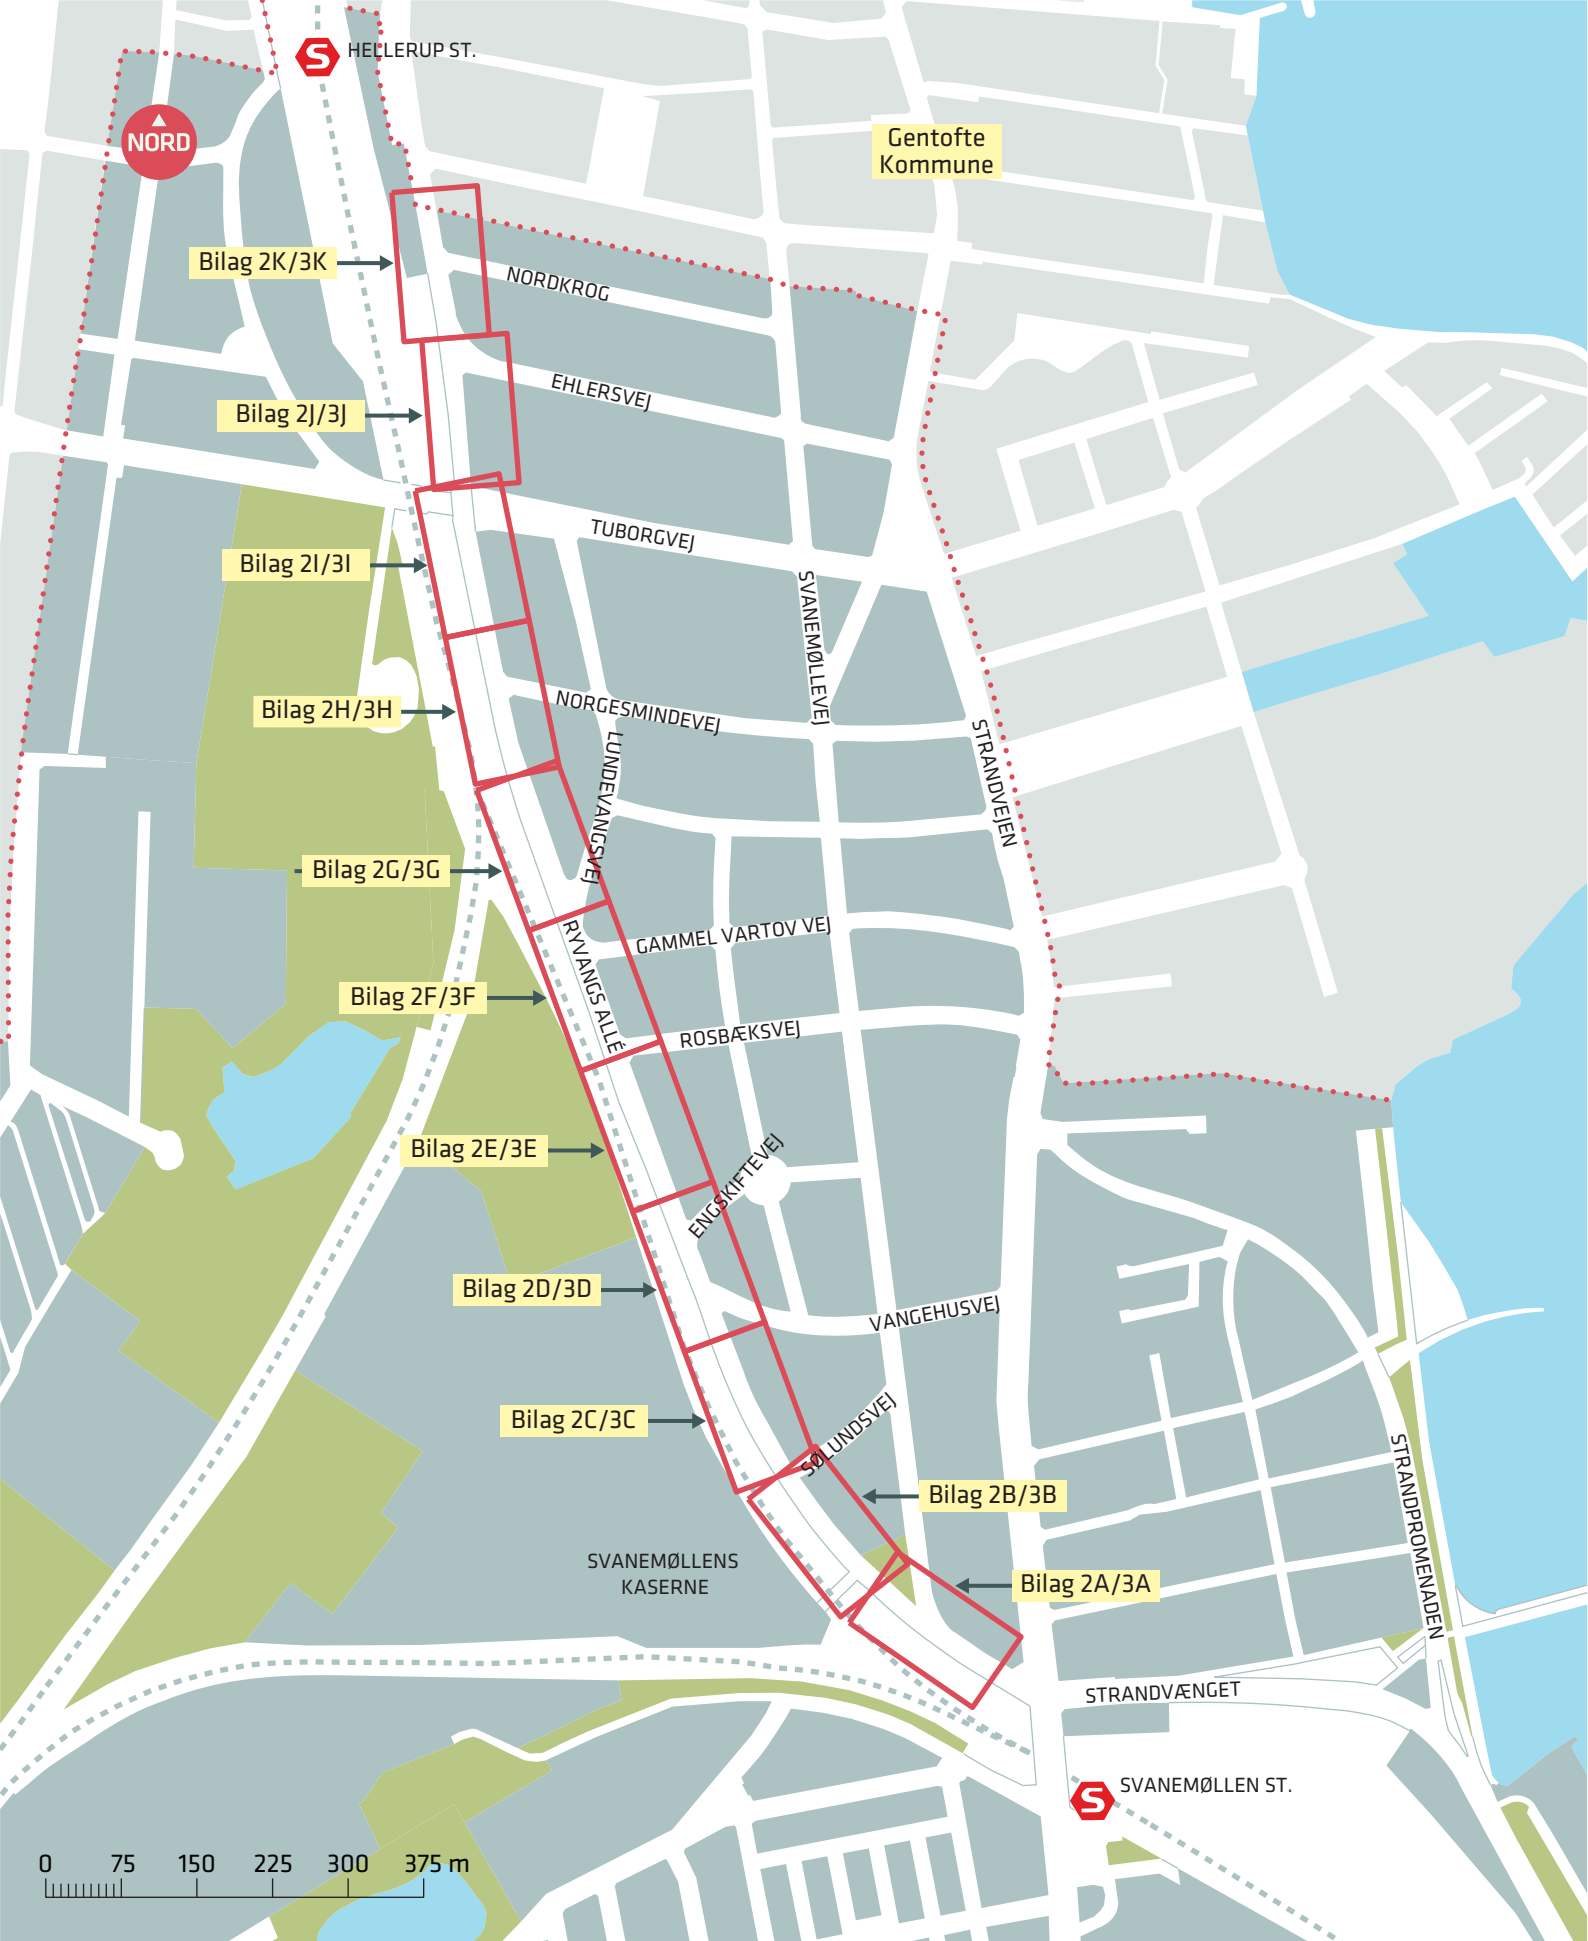 S
HELLERUP ST.
NORD
Gentofte
Kommune
Bilag 2K/3K
NORDKROG
EHLERSVEJ
Bilag 2J/3J
TUBORGVEJ
Bilag 2I/3I
SVANEMØLLEVEJ
NORGESMINDEVEJ
Bilag 2H/3H
LUNDEVANGSVEJ
STRANDVEJEN
Bilag 2G/3G
RYVANGS ALLÉ
GAMMEL VARTOV VEJ
Bilag 2F/3F
ROSBÆKSVEJ
Bilag 2E/3E
ENGSKIFTEVEJ
Bilag 2D/3D
VANGEHUSVEJ
Bilag 2C/3C
SØLUNDSVEJ
STRANDPROMENADEN
Bilag 2B/3B
SVANEMØLLENS
KASERNE
Bilag 2A/3A
STRANDVÆNGET
S
SVANEMØLLEN ST.
0 75 150 225 300 375 m